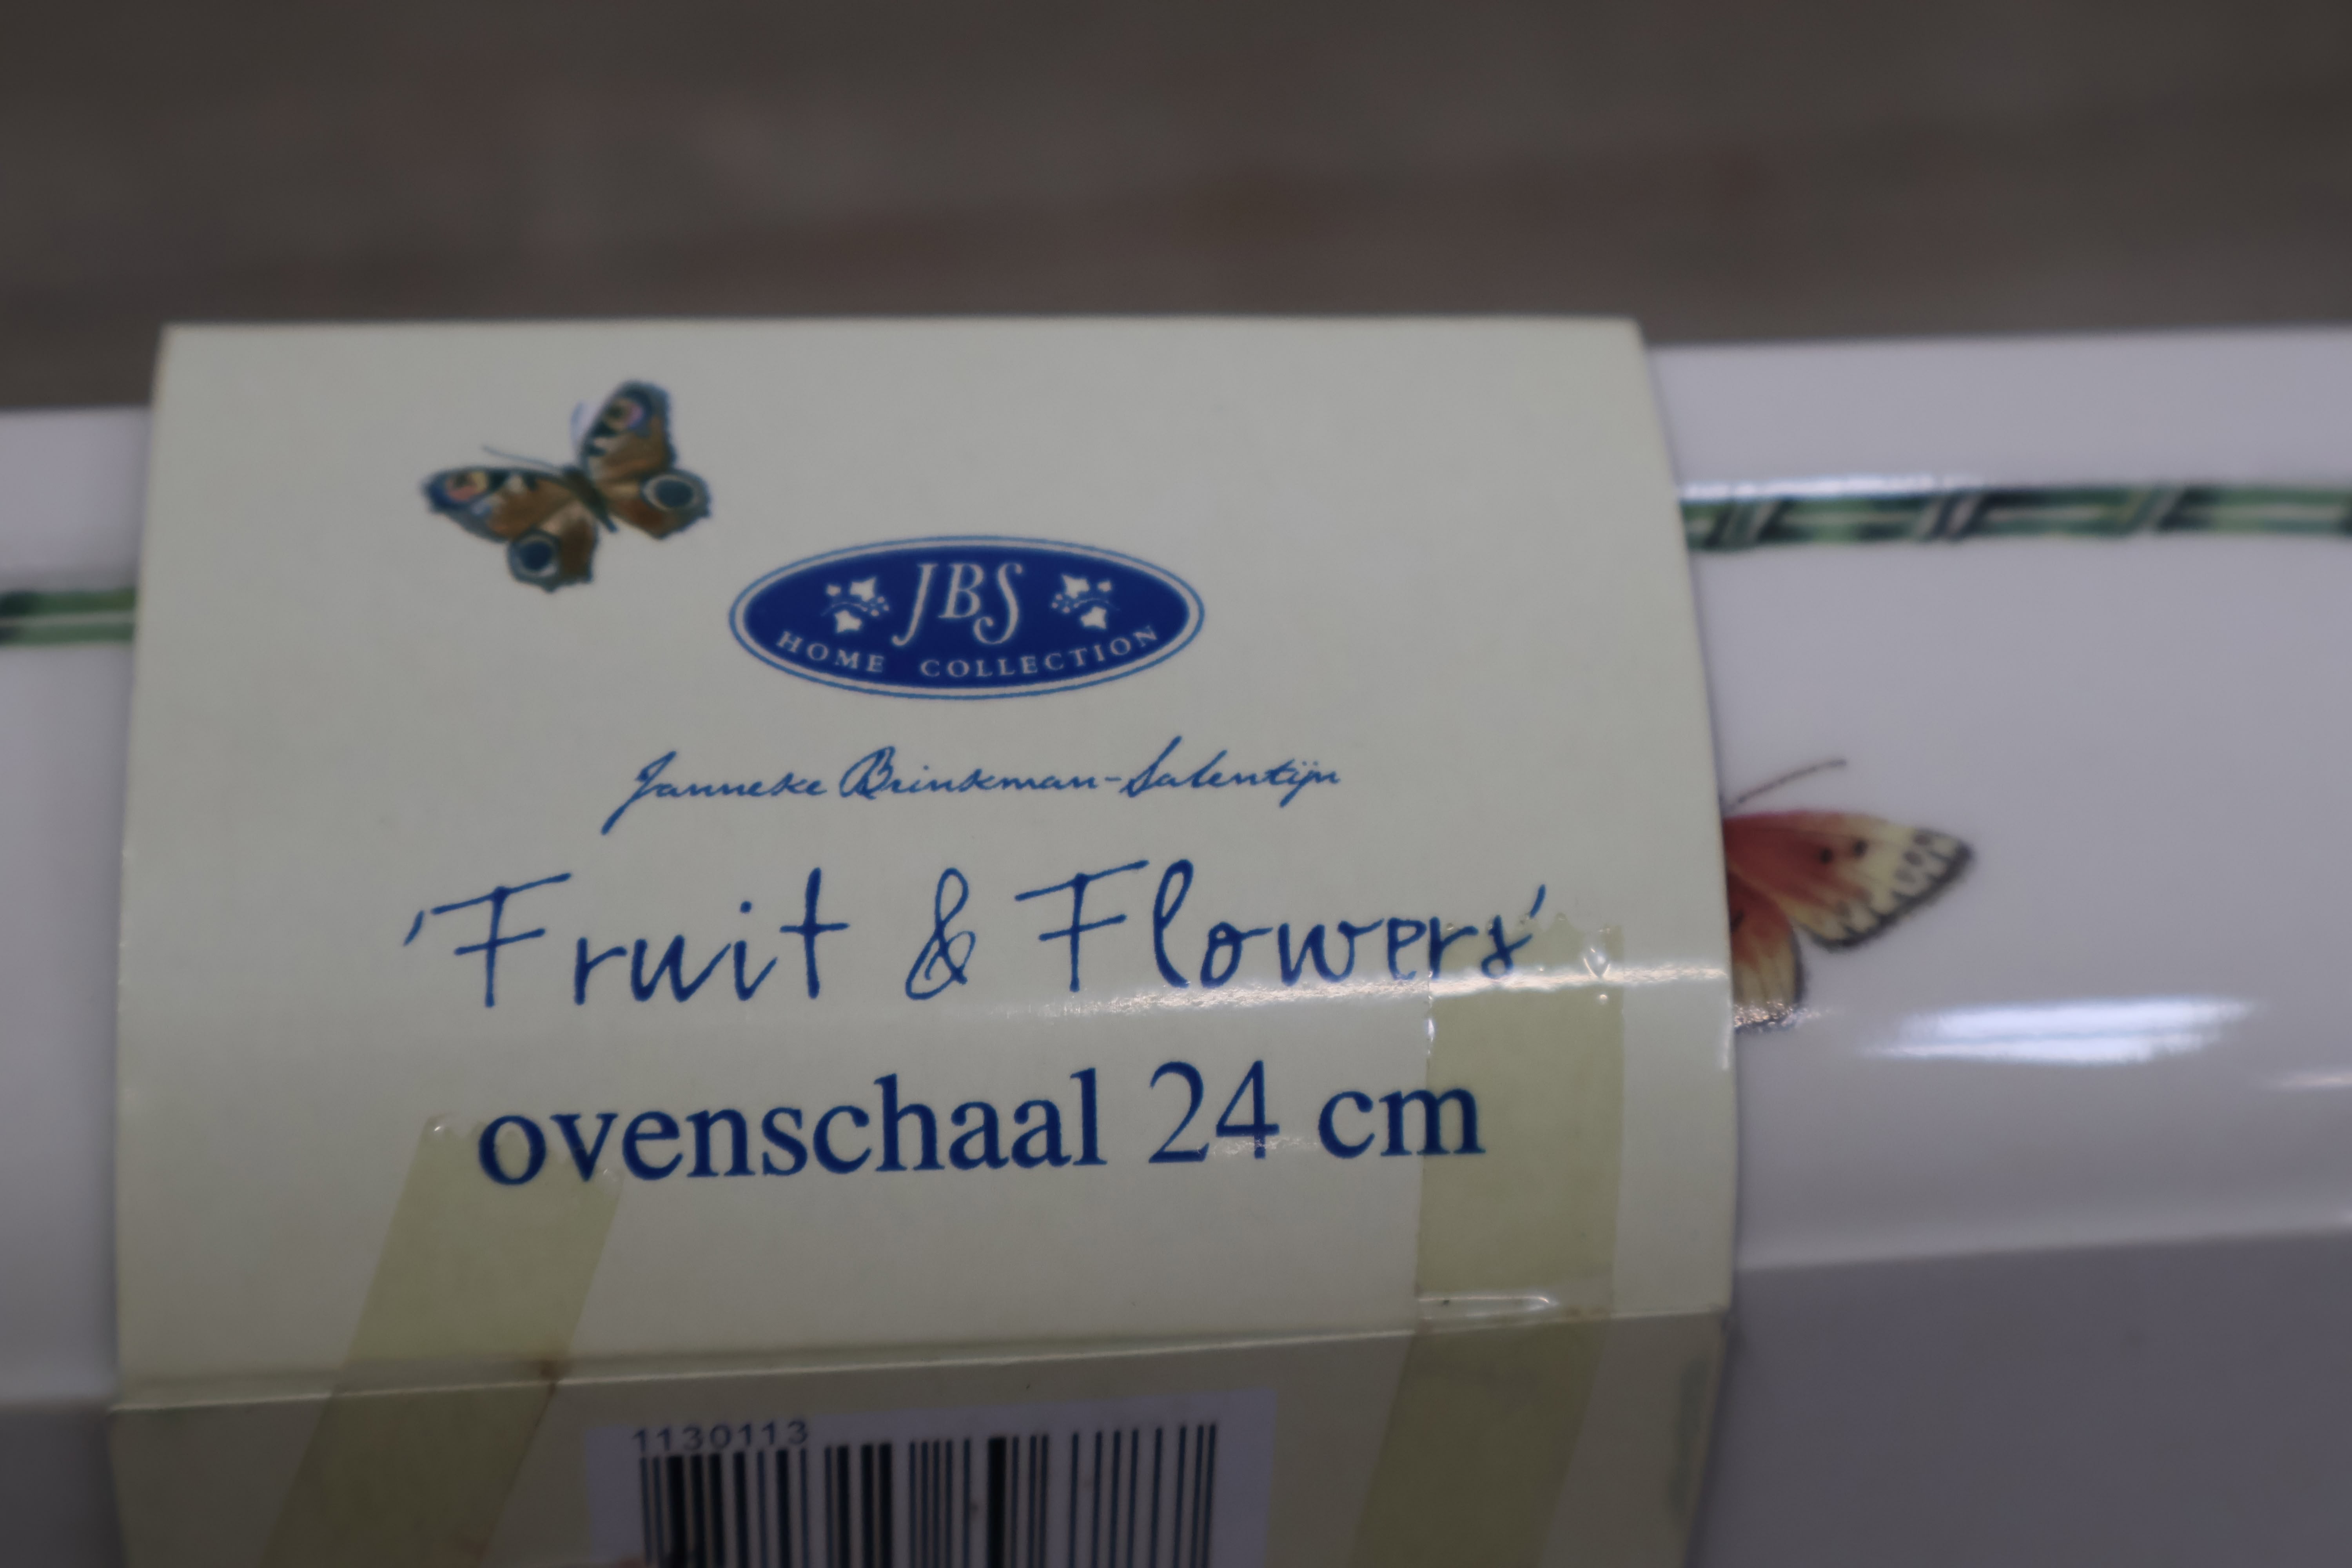 JBS
HOME COLLECTION
Janneke Brinkman-Salentijn
'Fruit & Flowers'
ovenschaal 24 cm
1130113